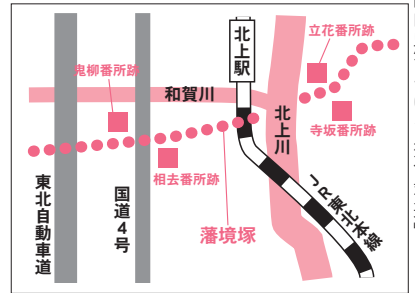 立花番所跡
北上駅
鬼柳番所跡
和賀川
北上川
寺坂番所跡
相去番所跡
藩境塚
東北自動車道
国道4号
JR東北本線